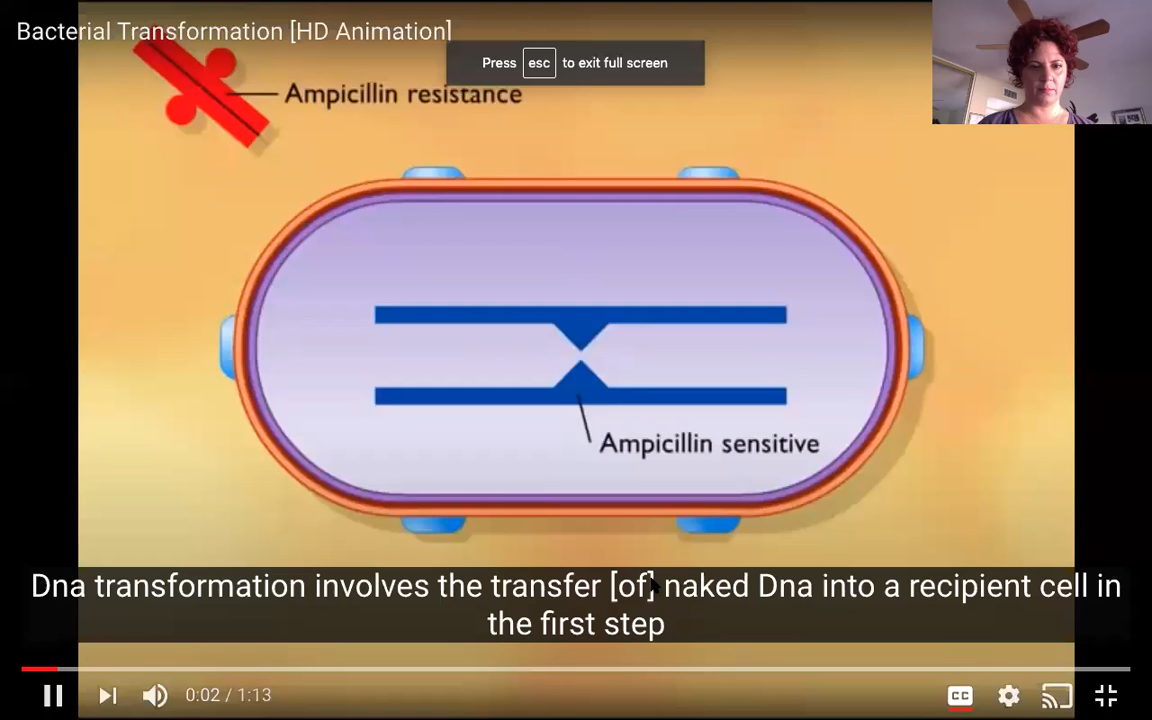 Bacterial Transformation [HD Animation]
Press esc to exit full screen
Ampicillin resistance
Ampicillin sensitive
Dna transformation involves the transfer [of] naked Dna into a recipient cell in
the first step
0:02 / 1:13
CC